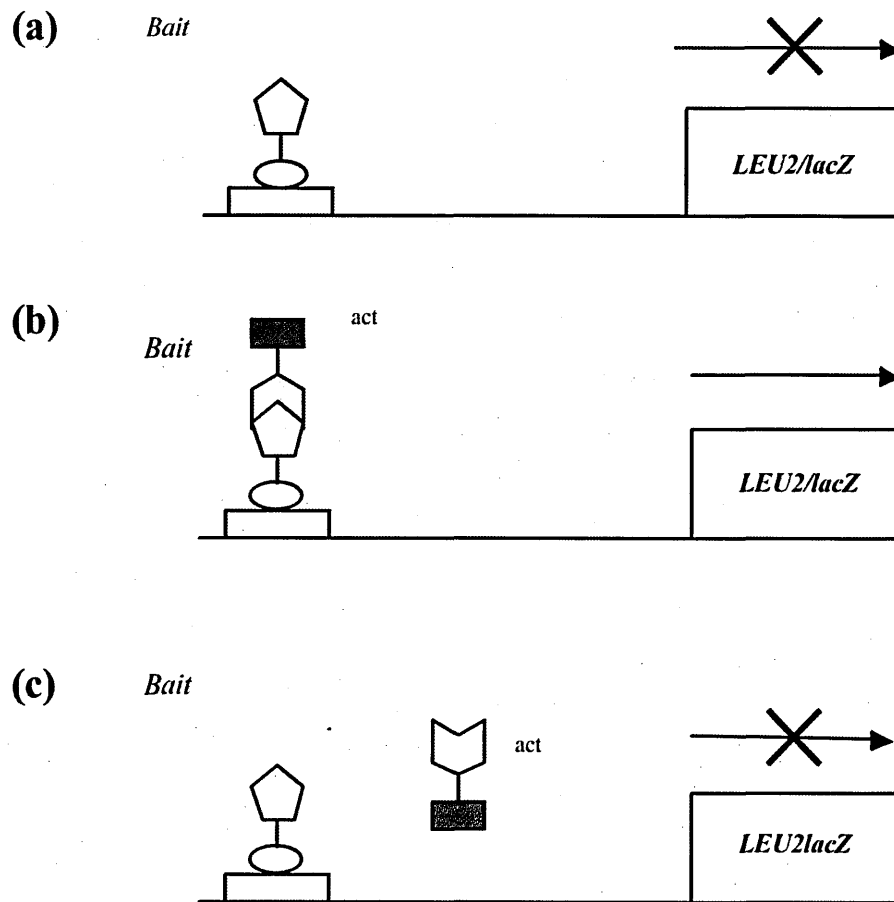 (a)
Bait
LEU2/lacZ
(b)
act
Bait
LEU2/lacZ
(c)
Bait
act
LEU2lacZ